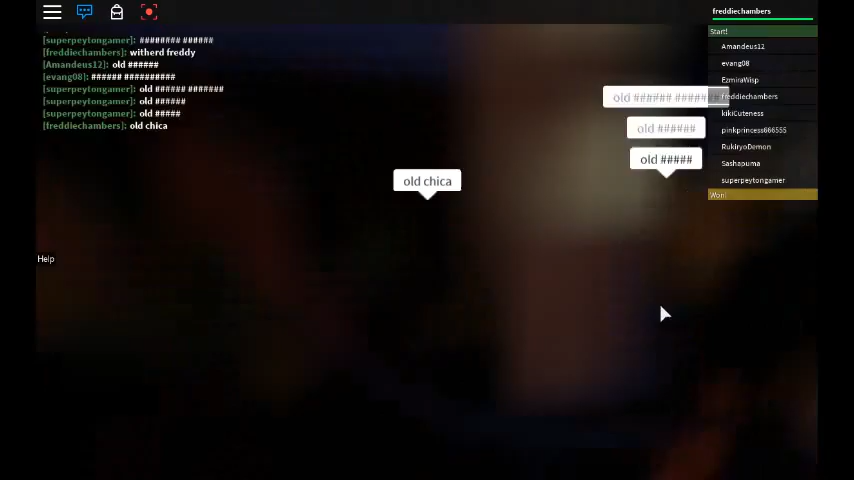 freddiechambers
[superpeytongamer]: ######## ######
[freddiechambers]: witherd freddy
[Amandeus12]: old ######
[evang08]: ###### ##########
[superpeytongamer]: old ###### #######
[superpeytongamer]: old ######
[superpeytongamer]: old #####
[freddiechambers]: old chica
old ###### #######
old ######
old #####
old chica
Help
Start!
Amandeus12
evang08
EzmiraWisp
freddiechambers
kikiCuteness
pinkprincess666555
RukiryoDemon
Sashapuma
superpeytongamer
Won!